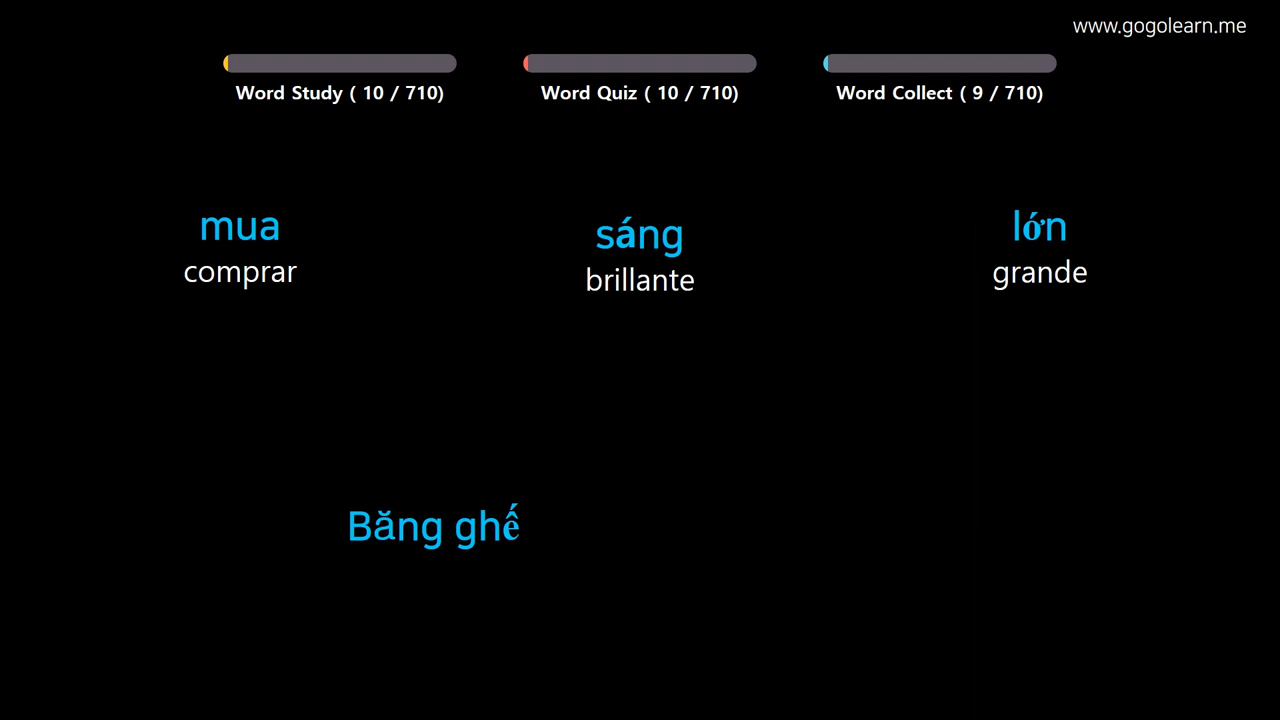 www.gogolearn.me
Word Study ( 10 / 710)
Word Quiz ( 10 / 710)
Word Collect ( 9 / 710)
mua
comprar
sáng
brillante
lớn
grande
Băng ghế